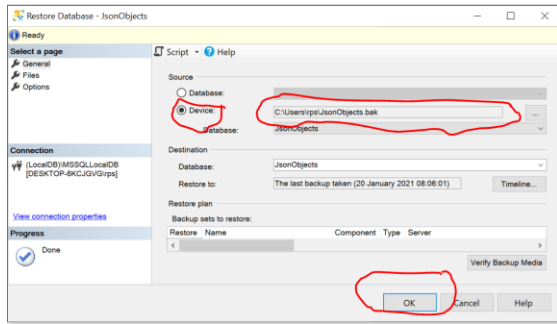 Restore Database - JsonObjects
Ready
Select a page
General
Files
Options
Script
Help
Source
Database:
Device:
C:\Users\rps\JsonObjects.bak
...
Database:
JsonObjects
Destination
Database:
JsonObjects
Restore to:
The last backup taken (20 January 2021 08:06:01)
Timeline...
Restore plan
Backup sets to restore:
Restore Name Component Type Server
Verify Backup Media
Connection
(LocalDB)\MSSQLLocalDB
[DESKTOP-6KCJGVG\rps]
View connection properties
Progress
Done
OK
Cancel
Help